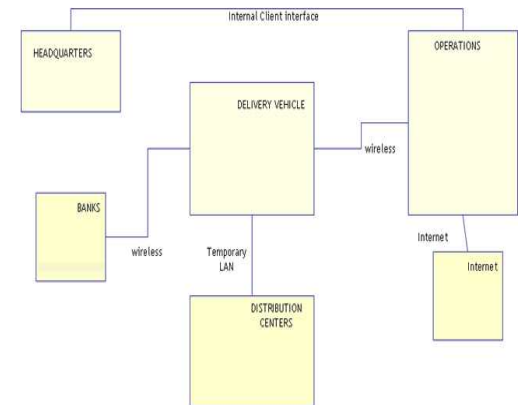 Internal Client interface
HEADQUARTERS
OPERATIONS
DELIVERY VEHICLE
wireless
BANKS
wireless
Temporary
LAN
Internet
Internet
DISTRIBUTION
CENTERS